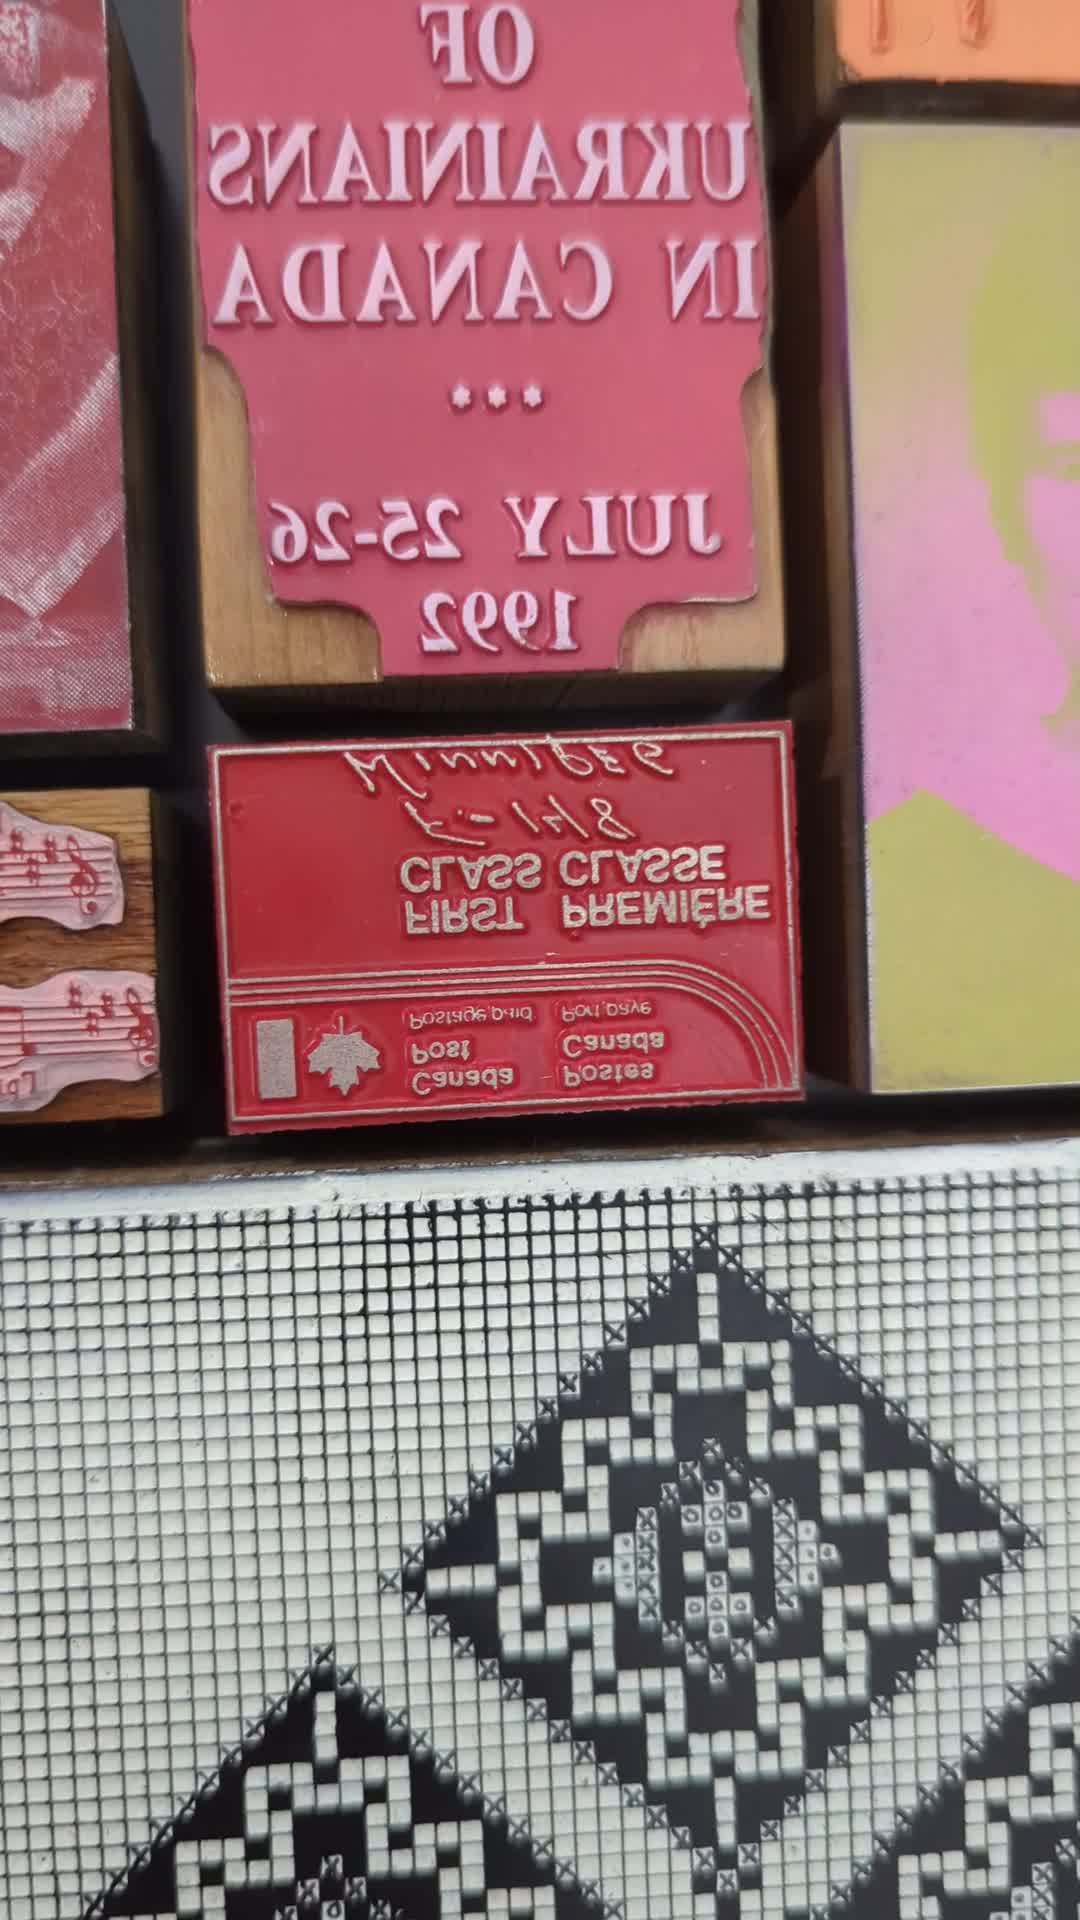 OF
UKRAINIANS
IN CANADA
***
JULY 25-26
1992
Canada Postes
Post Canada
Postage paid Port payé
FIRST PREMIÈRE
CLASS CLASSE
WinnipEG